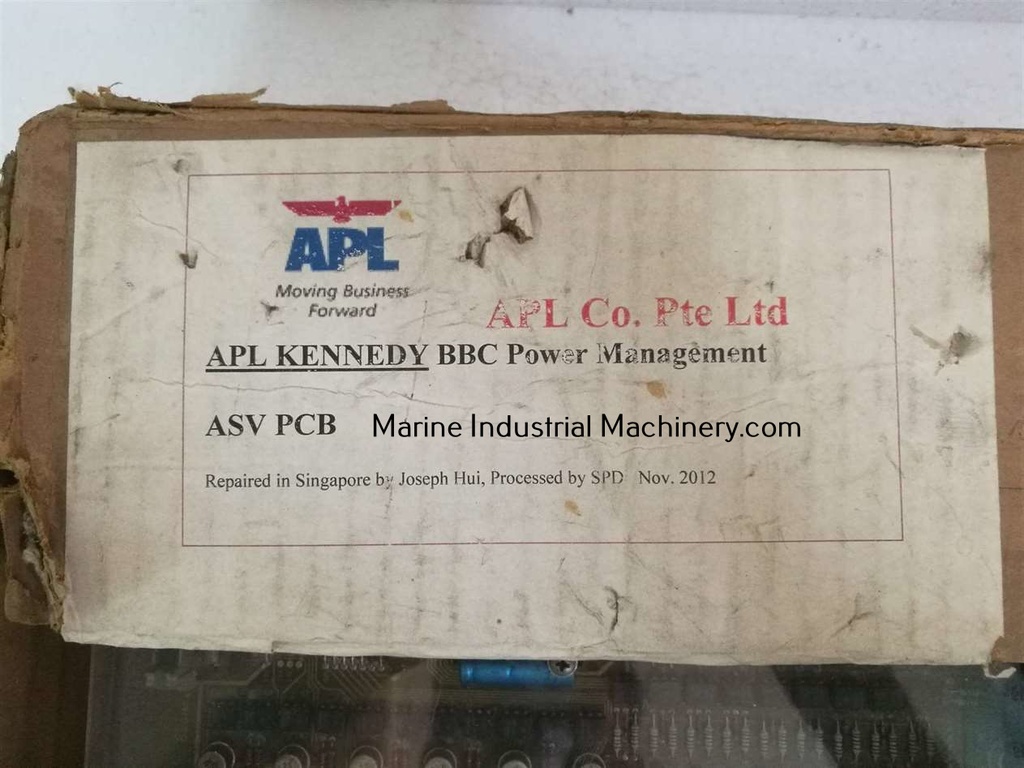 APL
Moving Business
Forward
APL Co. Pte Ltd
APL KENNEDY BBC Power Management
ASV PCB Marine Industrial Machinery.com
Repaired in Singapore by Joseph Hui, Processed by SPD Nov. 2012